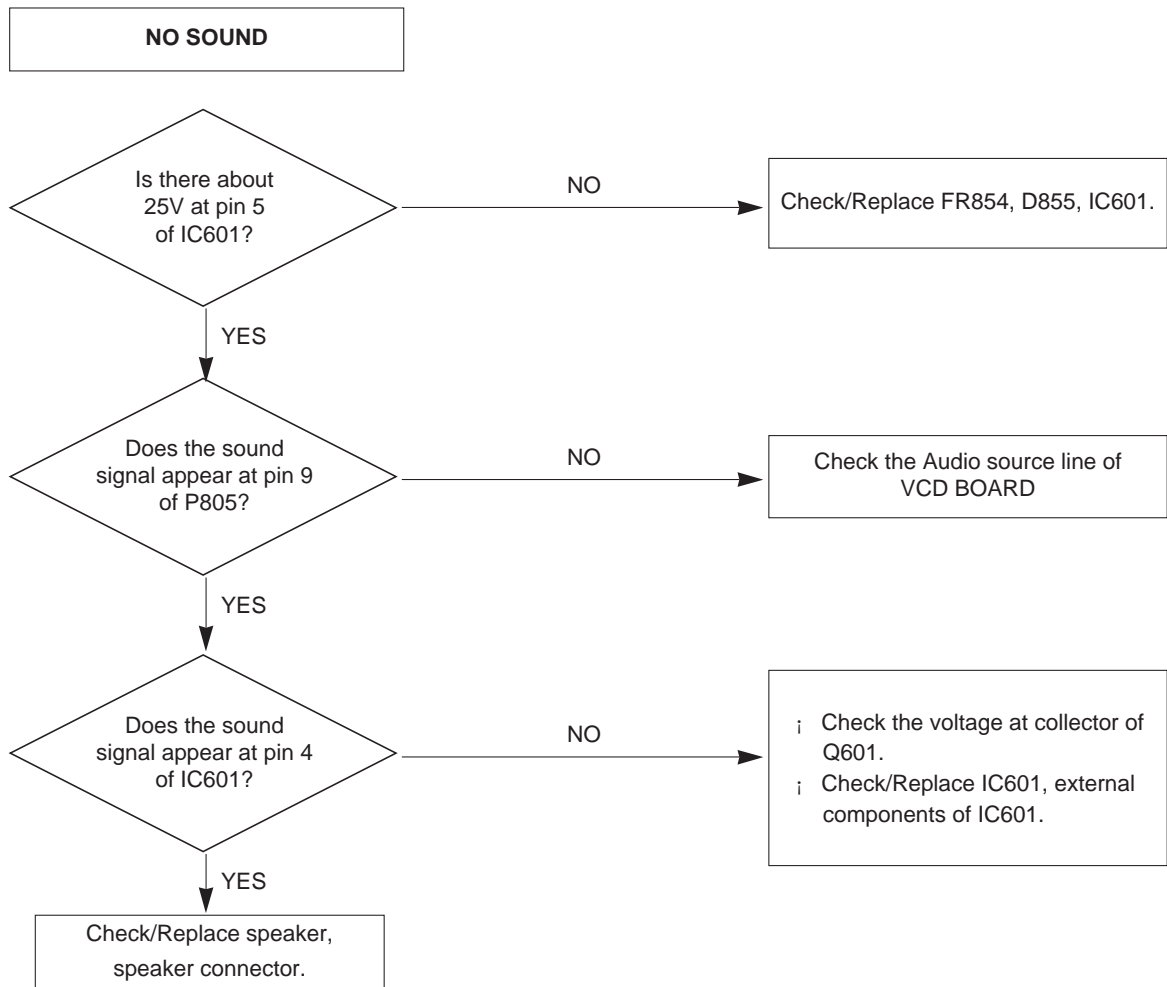 NO SOUND
Is there about
25V at pin 5
of IC601?
NO
Check/Replace FR854, D855, IC601.
YES
Does the sound
signal appear at pin 9
of P805?
NO
Check the Audio source line of
VCD BOARD
YES
Does the sound
signal appear at pin 4
of IC601?
NO
¡ Check the voltage at collector of
Q601.
¡ Check/Replace IC601, external
components of IC601.
YES
Check/Replace speaker,
speaker connector.